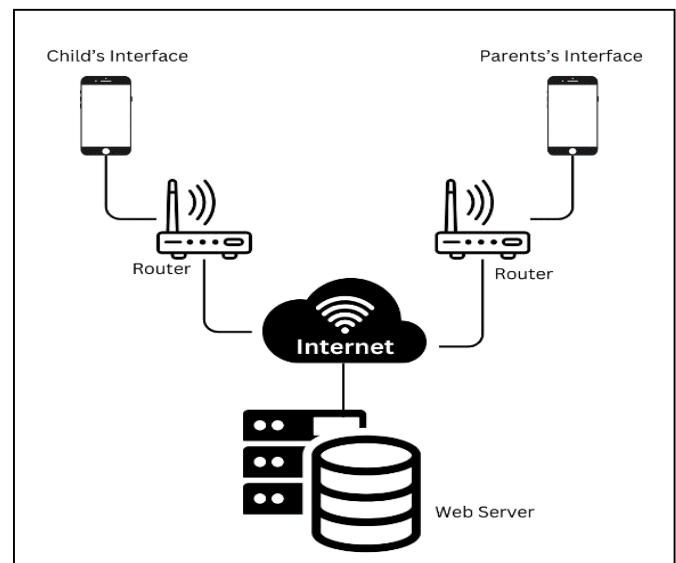 Child's Interface
Parents's Interface
Router
Router
Internet
Web Server